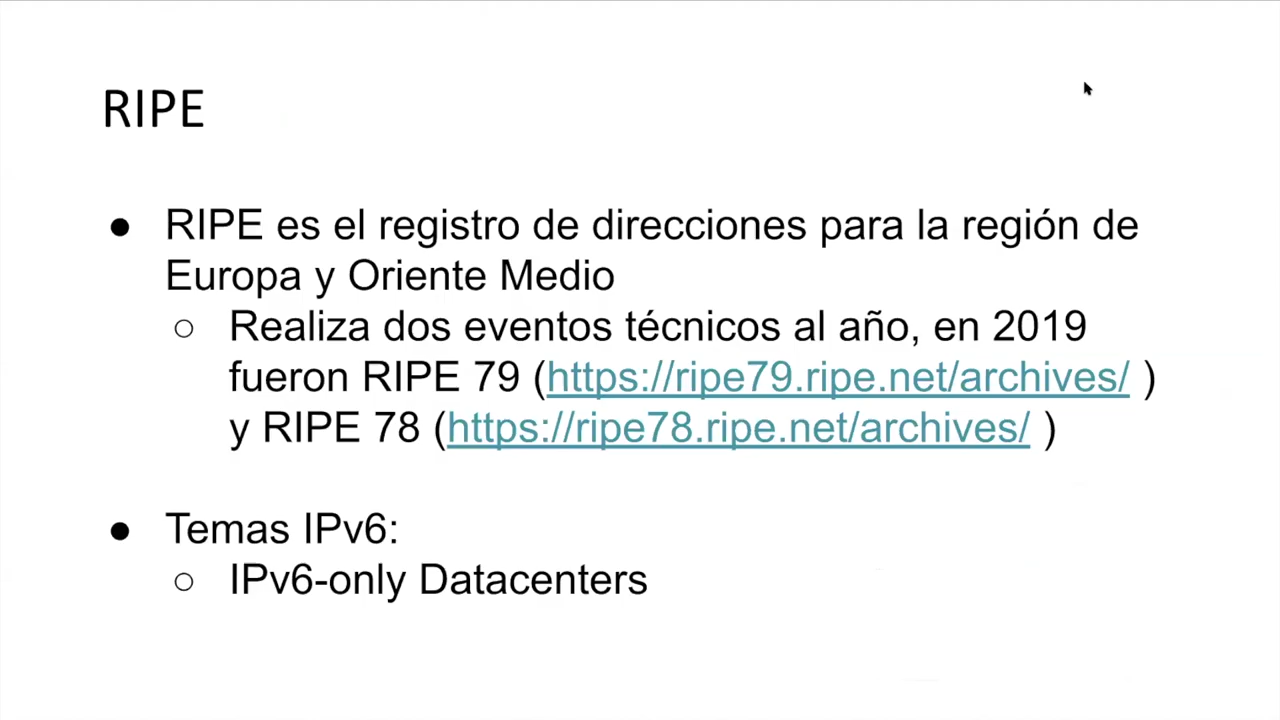 RIPE
● RIPE es el registro de direcciones para la región de
Europa y Oriente Medio
○ Realiza dos eventos técnicos al año, en 2019
fueron RIPE 79 (https://ripe79.ripe.net/archives/ )
y RIPE 78 (https://ripe78.ripe.net/archives/ )
● Temas IPv6:
○ IPv6-only Datacenters